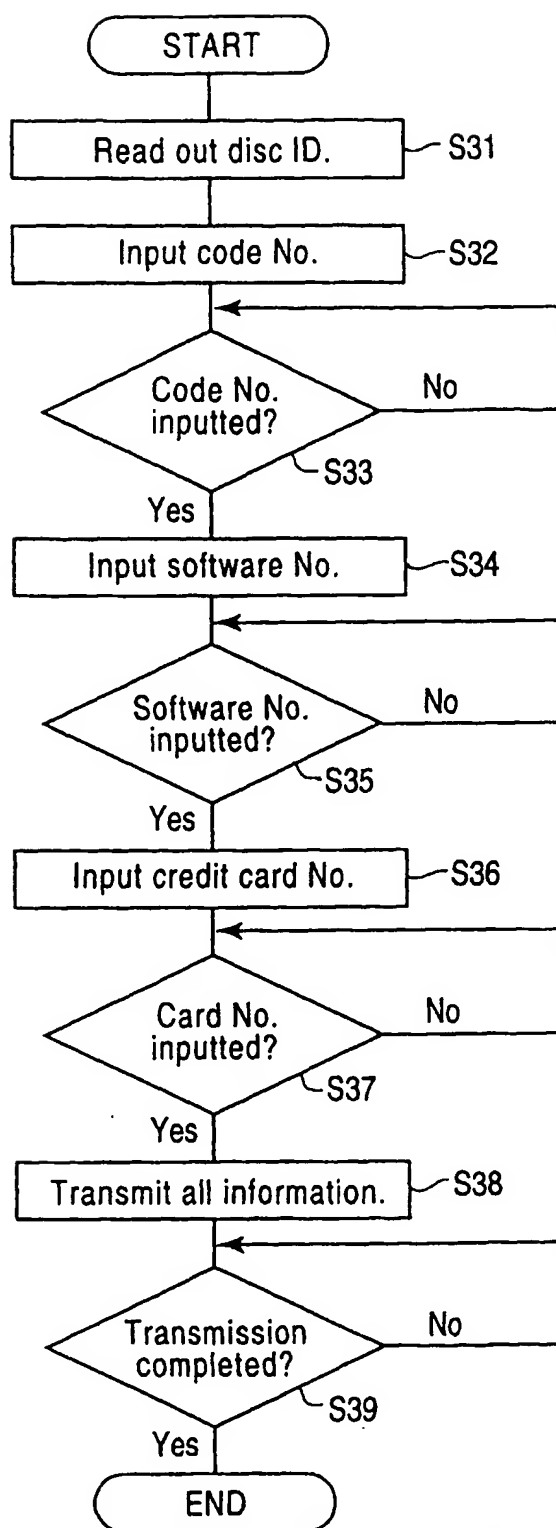 START
Read out disc ID.
S31
Input code No.
S32
Code No.
inputted?
No
S33
Yes
Input software No.
S34
Software No.
inputted?
No
S35
Yes
Input credit card No.
S36
Card No.
inputted?
No
S37
Yes
Transmit all information.
S38
Transmission
completed?
No
S39
Yes
END